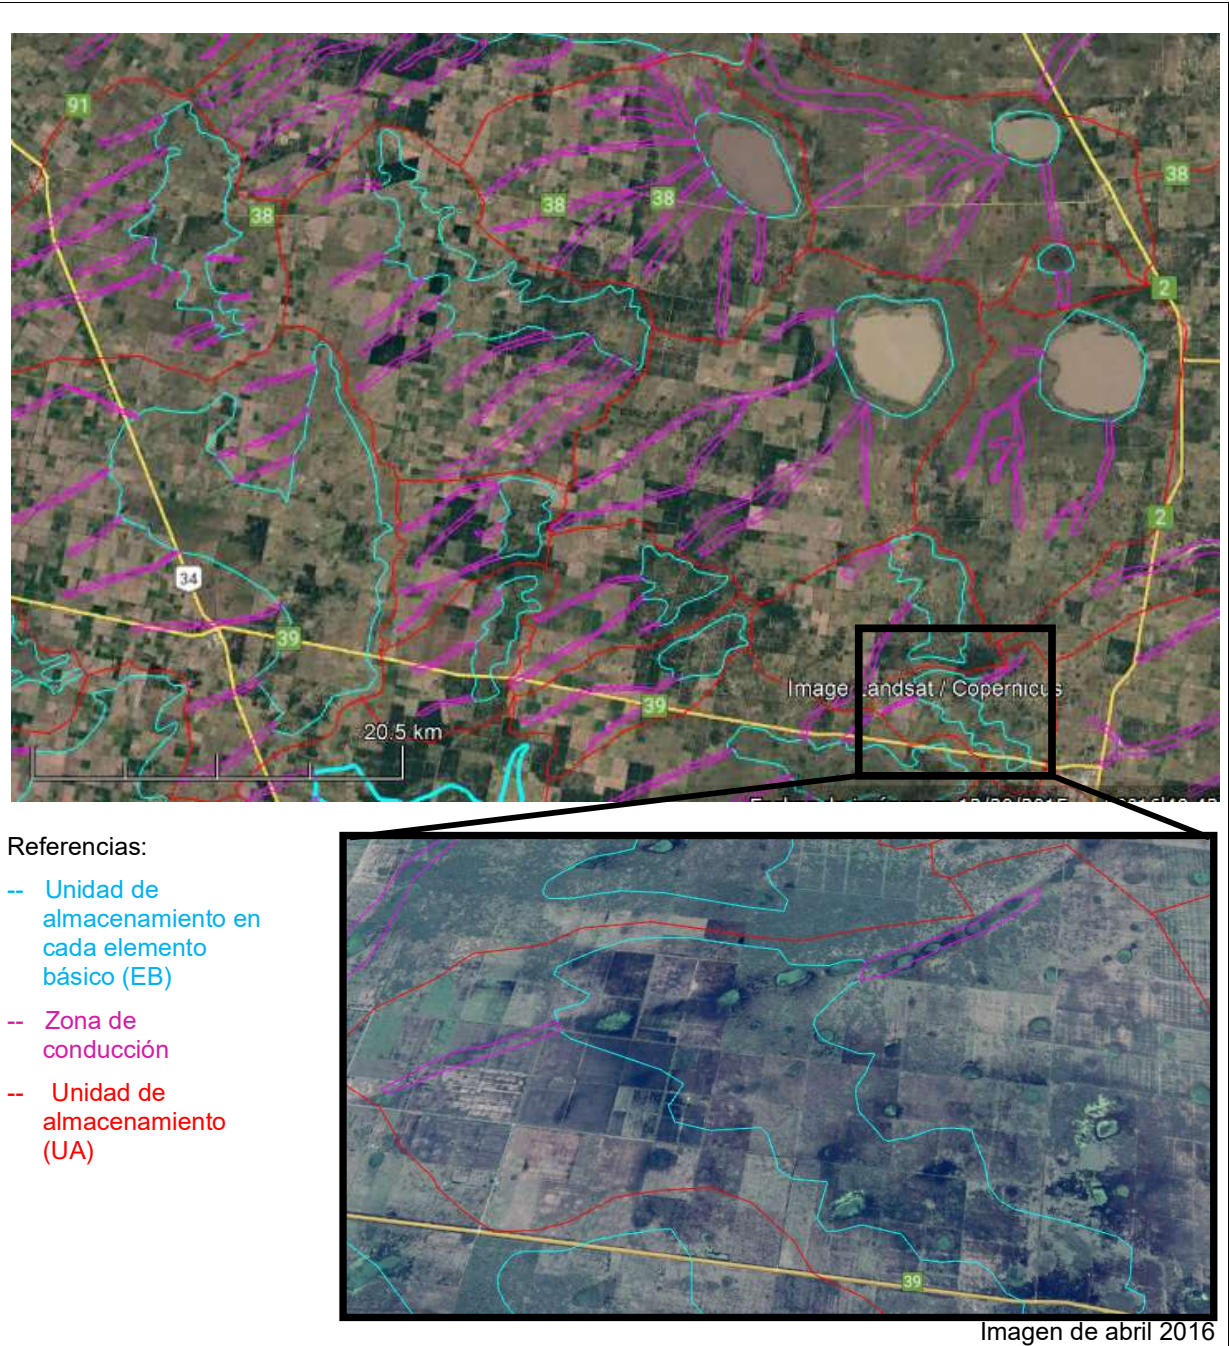 91
38
38
38
38
2
2
34
39
39
Image Landsat / Copernicus
20.5 km
Referencias:
-- Unidad de
almacenamiento en
cada elemento
básico (EB)
-- Zona de
conducción
-- Unidad de
almacenamiento
(UA)
39
Imagen de abril 2016